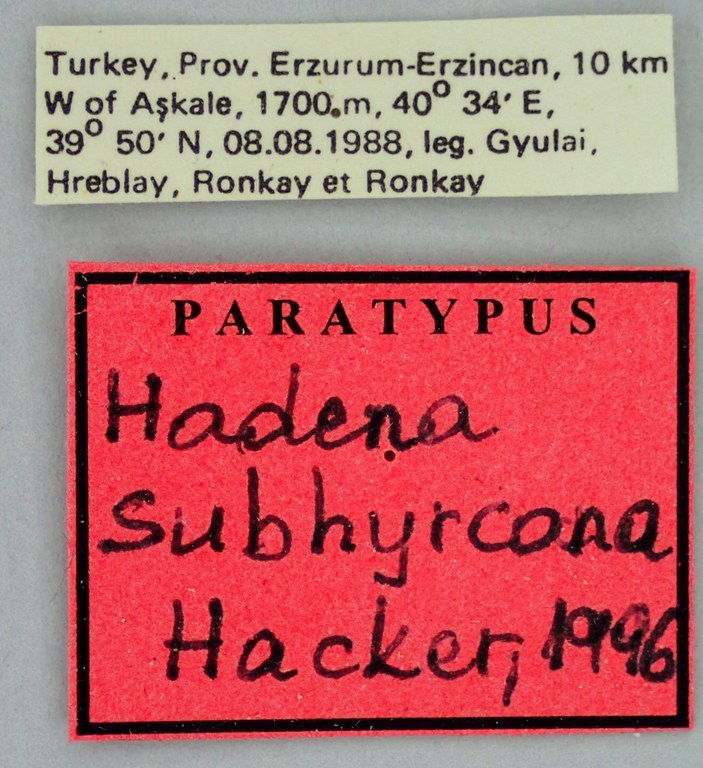 Turkey, Prov. Erzurum-Erzincan, 10 km
W of Aşkale, 1700.m, 40° 34' E,
39° 50' N, 08.08.1988, leg. Gyulai,
Hreblay, Ronkay et Ronkay
PARATYPUS
Hadena
subhyrcana
Hacker, 1996